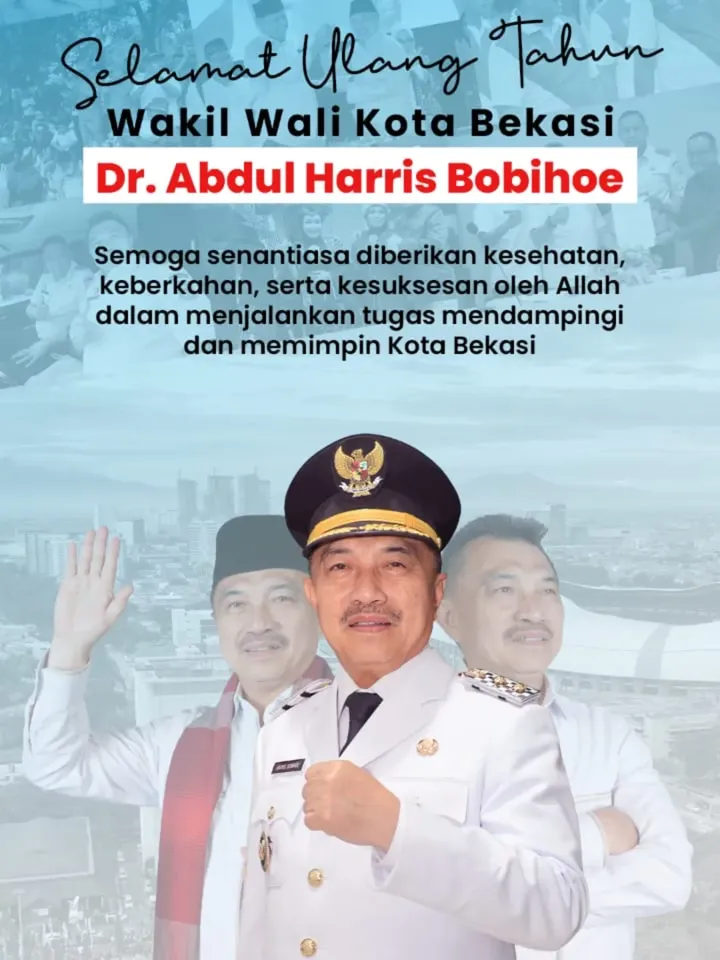 Selamat Ulang Tahun
Wakil Wali Kota Bekasi
Dr. Abdul Harris Bobihoe
Semoga senantiasa diberikan kesehatan,
keberkahan, serta kesuksesan oleh Allah
dalam menjalankan tugas mendampingi
dan memimpin Kota Bekasi